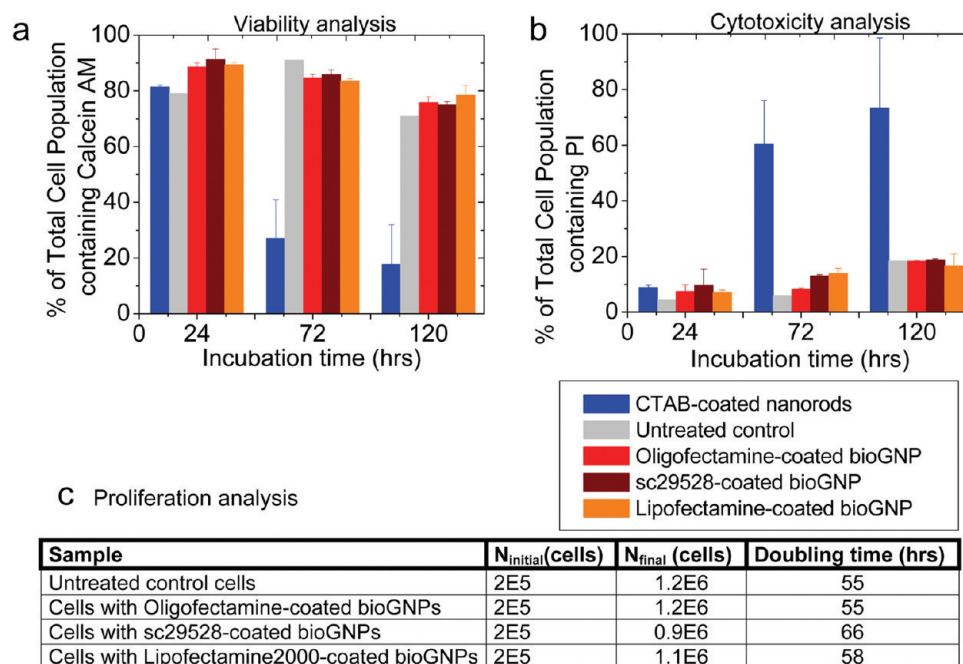 a
Viability analysis
% of Total Cell Population
containing Calcein AM
100
80
60
40
20
0
0 24 72 120
Incubation time (hrs)
b
Cytotoxicity analysis
% of Total Cell Population
containing PI
100
80
60
40
20
0
0 24 72 120
Incubation time (hrs)
CTAB-coated nanorods
Untreated control
Oligofectamine-coated bioGNP
sc29528-coated bioGNP
Lipofectamine-coated bioGNP
c Proliferation analysis
Sample Ninitial(cells) Nfinal (cells) Doubling time (hrs)
Untreated control cells 2E5 1.2E6 55
Cells with Oligofectamine-coated bioGNPs 2E5 1.2E6 55
Cells with sc29528-coated bioGNPs 2E5 0.9E6 66
Cells with Lipofectamine2000-coated bioGNPs 2E5 1.1E6 58